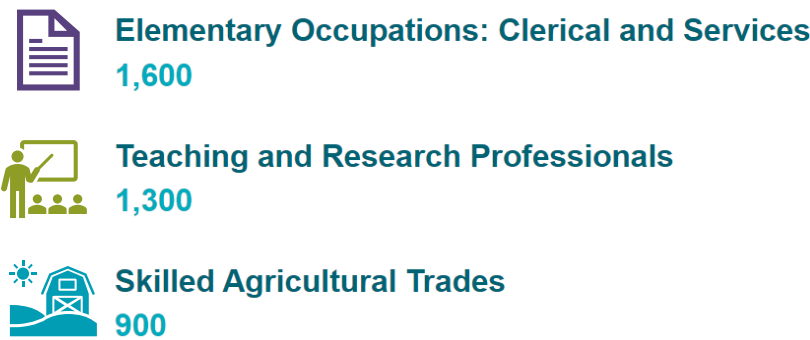 Elementary Occupations: Clerical and Services
1,600
Teaching and Research Professionals
1,300
Skilled Agricultural Trades
900